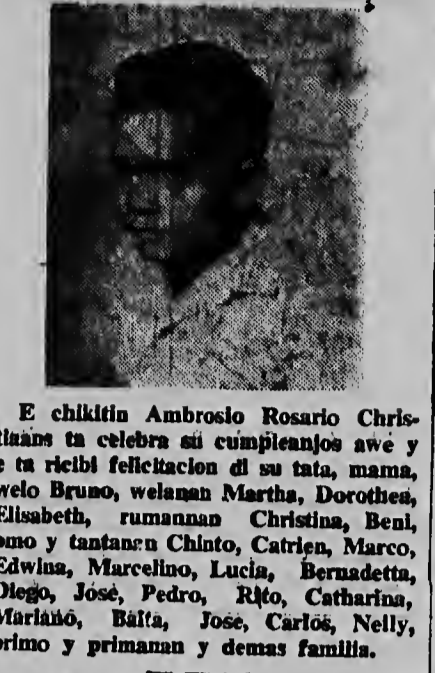 E chikitin Ambrosio Rosario Chris-
tiaans ta celebra su cumpleanjos awe y
e ta ricibi felicitacion di su tata, mama,
welo Bruno, welanan Martha, Dorothea,
Elisabeth, rumannan Christina, Beni,
omo y tantanan Chinto, Catrien, Marco,
Edwina, Marcelino, Lucia, Bernadetta,
Diego, José, Pedro, Rito, Catharina,
Mariano, Balta, José, Carlos, Nelly,
primo y primanan y demas familia.